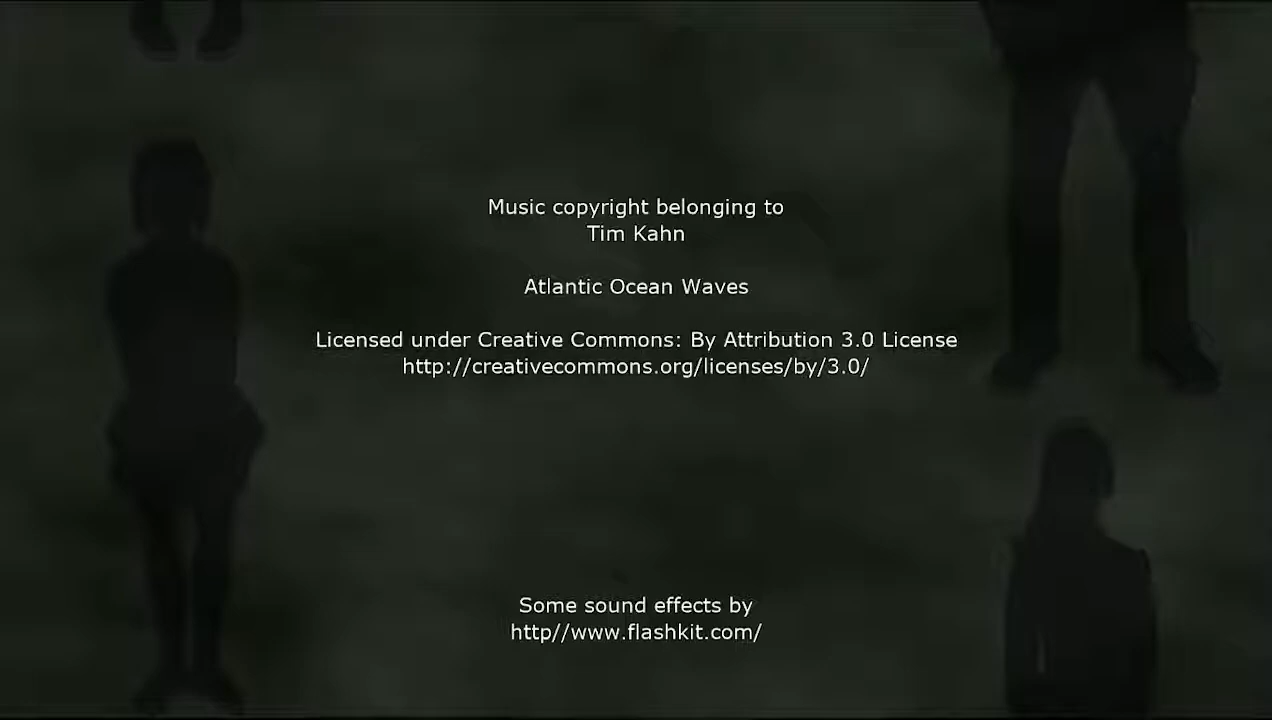 Music copyright belonging to
Tim Kahn
Atlantic Ocean Waves
Licensed under Creative Commons: By Attribution 3.0 License
http://creativecommons.org/licenses/by/3.0/
Some sound effects by
http//www.flashkit.com/